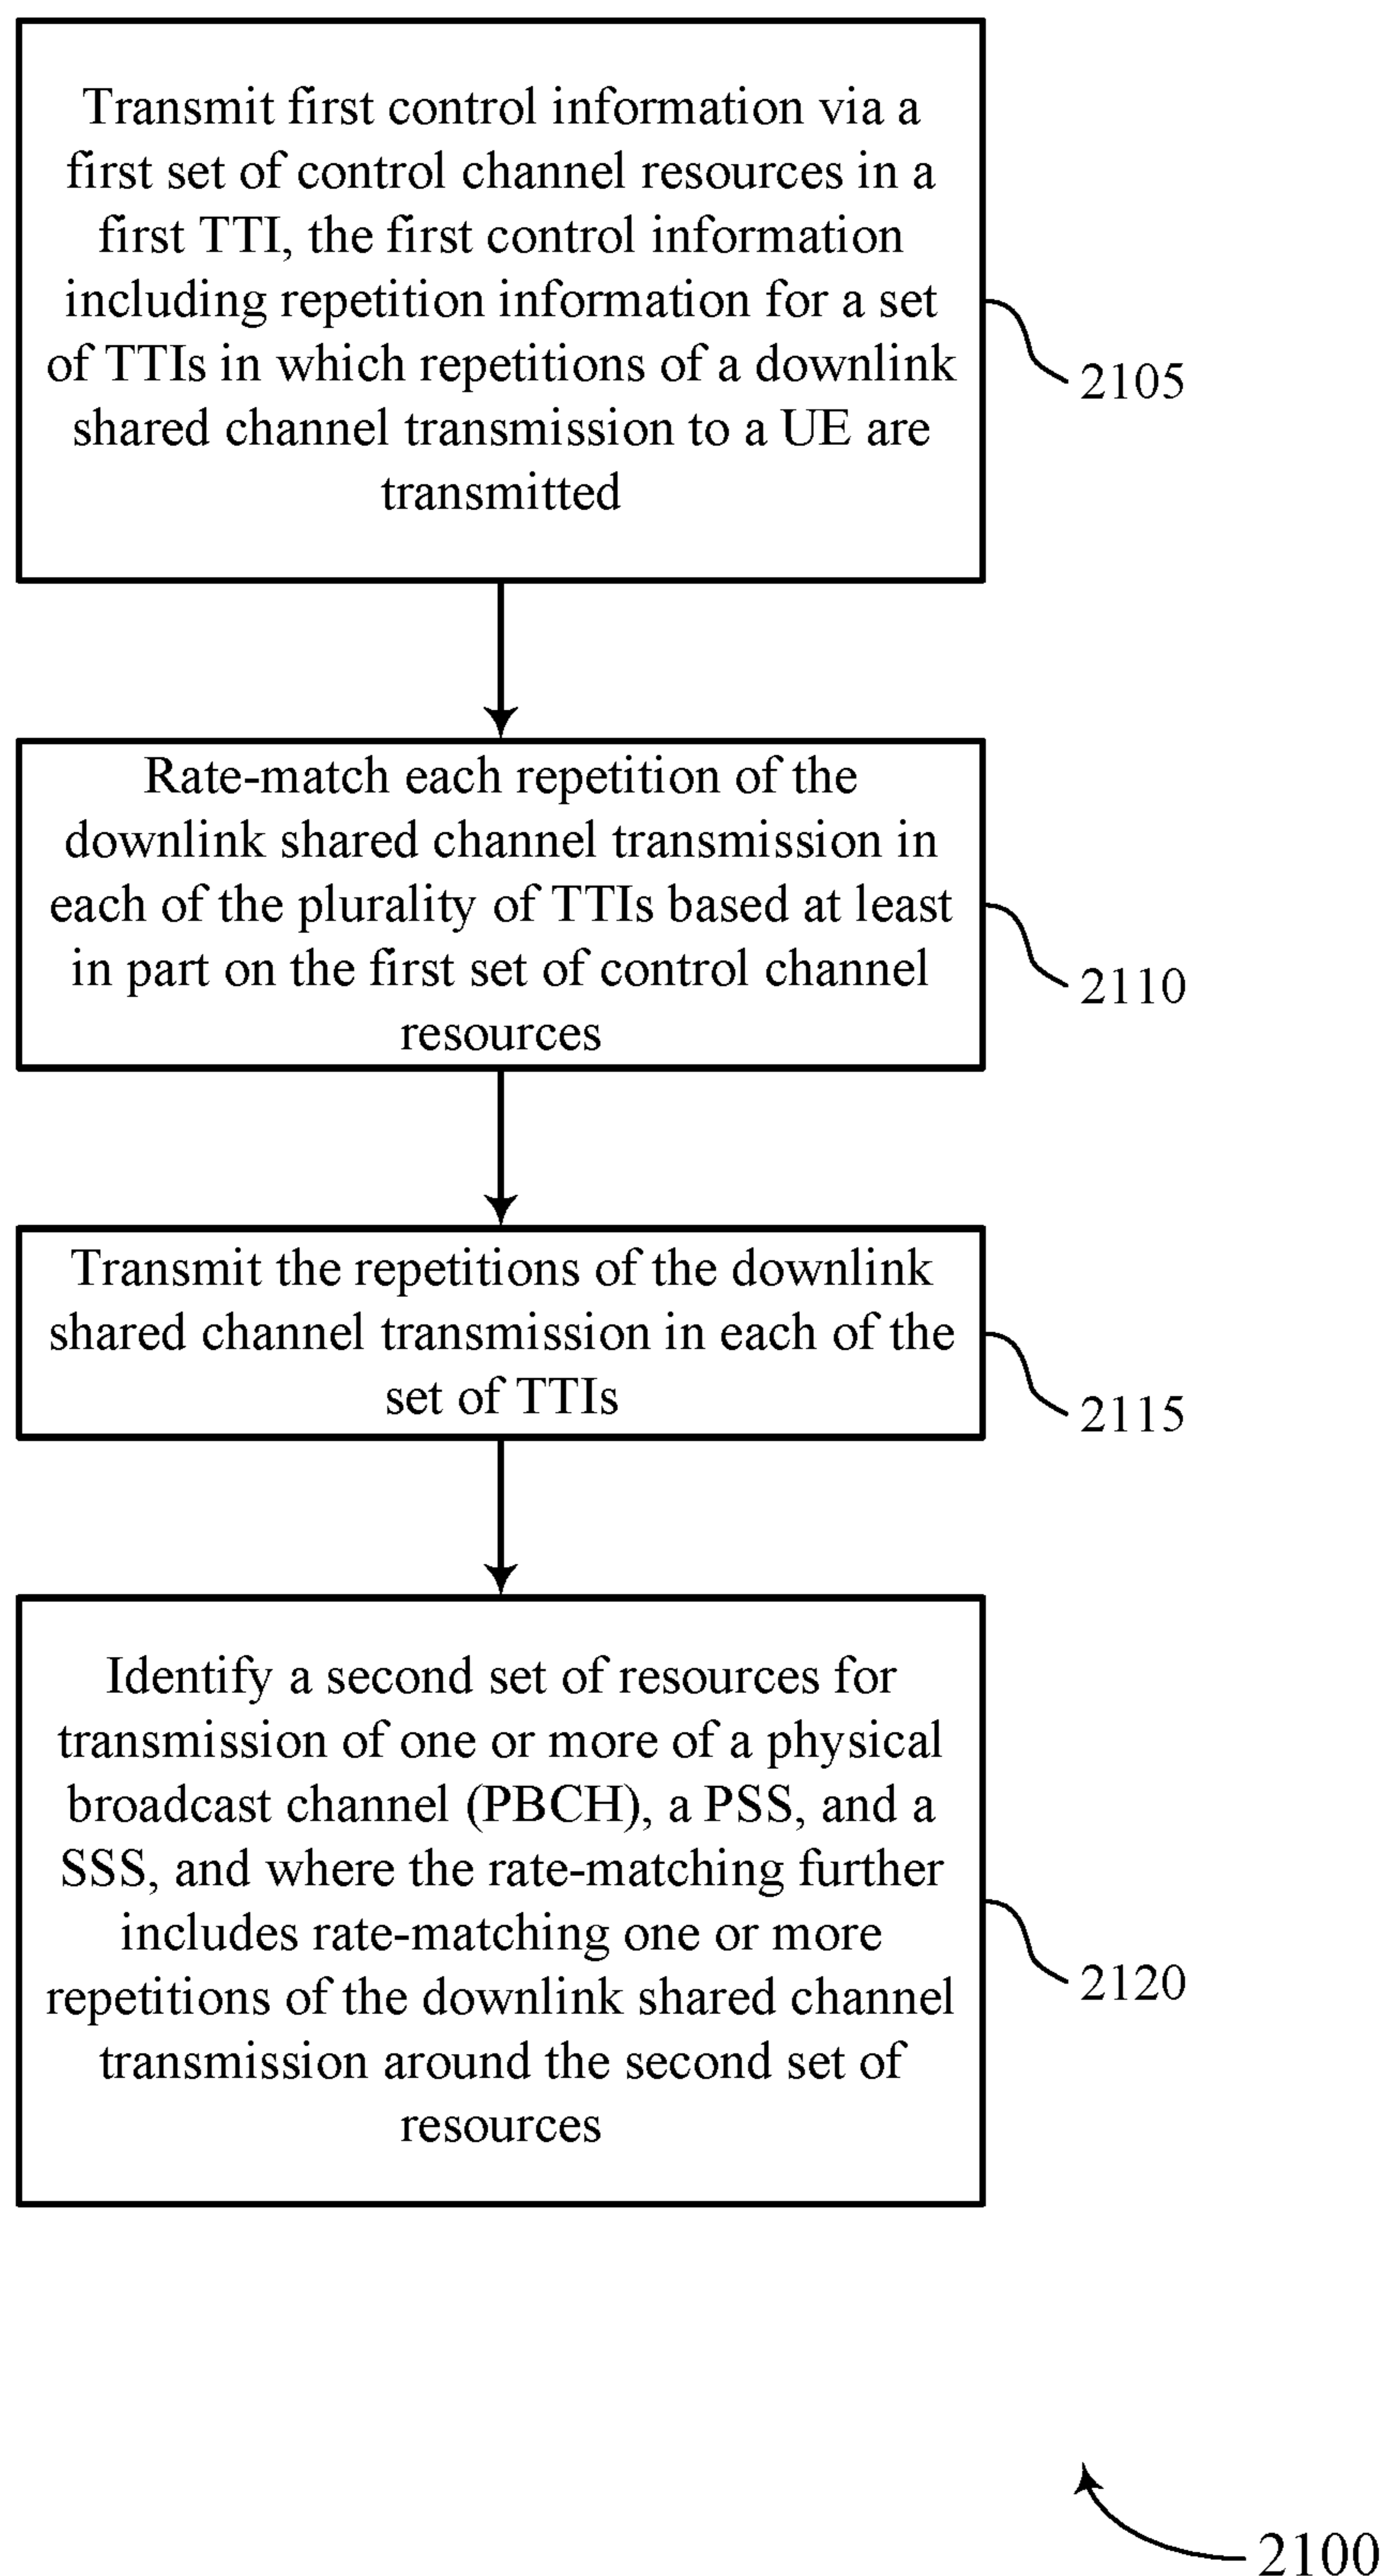 Transmit first control information via a
first set of control channel resources in a
first TTI, the first control information
including repetition information for a set
of TTIs in which repetitions of a downlink
shared channel transmission to a UE are
transmitted
2105
Rate-match each repetition of the
downlink shared channel transmission in
each of the plurality of TTIs based at least
in part on the first set of control channel
resources
2110
Transmit the repetitions of the downlink
shared channel transmission in each of the
set of TTIs
2115
Identify a second set of resources for
transmission of one or more of a physical
broadcast channel (PBCH), a PSS, and a
SSS, and where the rate-matching further
includes rate-matching one or more
repetitions of the downlink shared channel
transmission around the second set of
resources
2120
2100